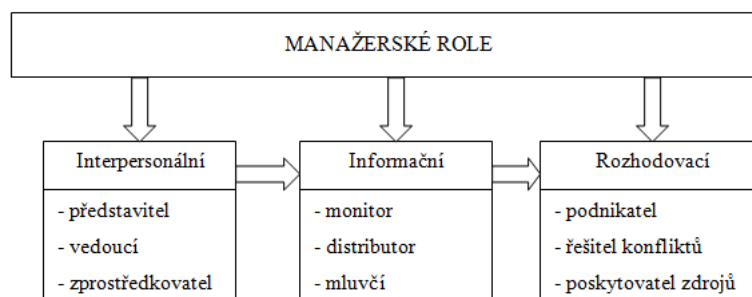 MANAŽERSKÉ ROLE
Interpersonální
- představitel
- vedoucí
- zprostředkovatel
Informační
- monitor
- distributor
- mluvčí
Rozhodovací
- podnikatel
- řešitel konfliktů
- poskytovatel zdrojů